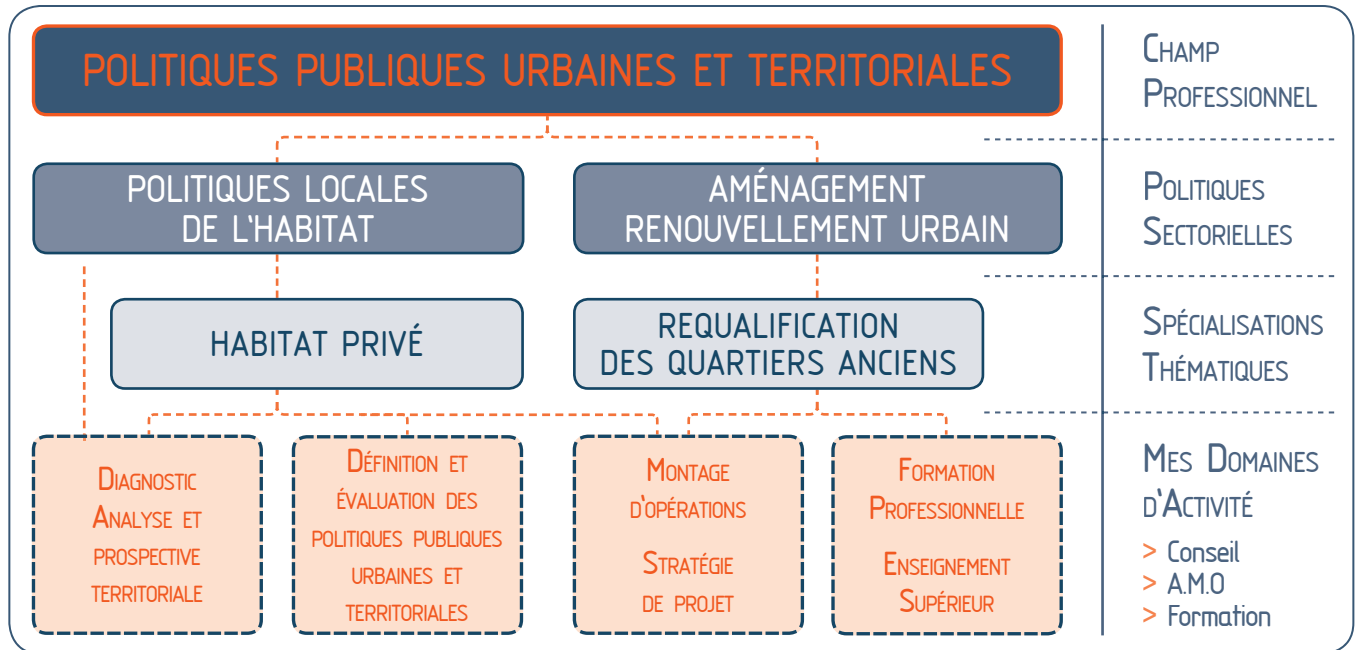 POLITIQUES PUBLIQUES URBAINES ET TERRITORIALES
CHAMP
PROFESSIONNEL
POLITIQUES LOCALES
DE L'HABITAT
AMÉNAGEMENT
RENOUVELLEMENT URBAIN
POLITIQUES
SECTORIELLES
HABITAT PRIVÉ
REQUALIFICATION
DES QUARTIERS ANCIENS
SPÉCIALISATIONS
THÉMATIQUES
DIAGNOSTIC
ANALYSE ET
PROSPECTIVE
TERRITORIALE
DÉFINITION ET
ÉVALUATION DES
POLITIQUES PUBLIQUES
URBAINES ET
TERRITORIALES
MONTAGE
D'OPÉRATIONS
STRATÉGIE
DE PROJET
FORMATION
PROFESSIONNELLE
ENSEIGNEMENT
SUPÉRIEUR
MES DOMAINES
D'ACTIVITÉ
> Conseil
> A.M.O
> Formation